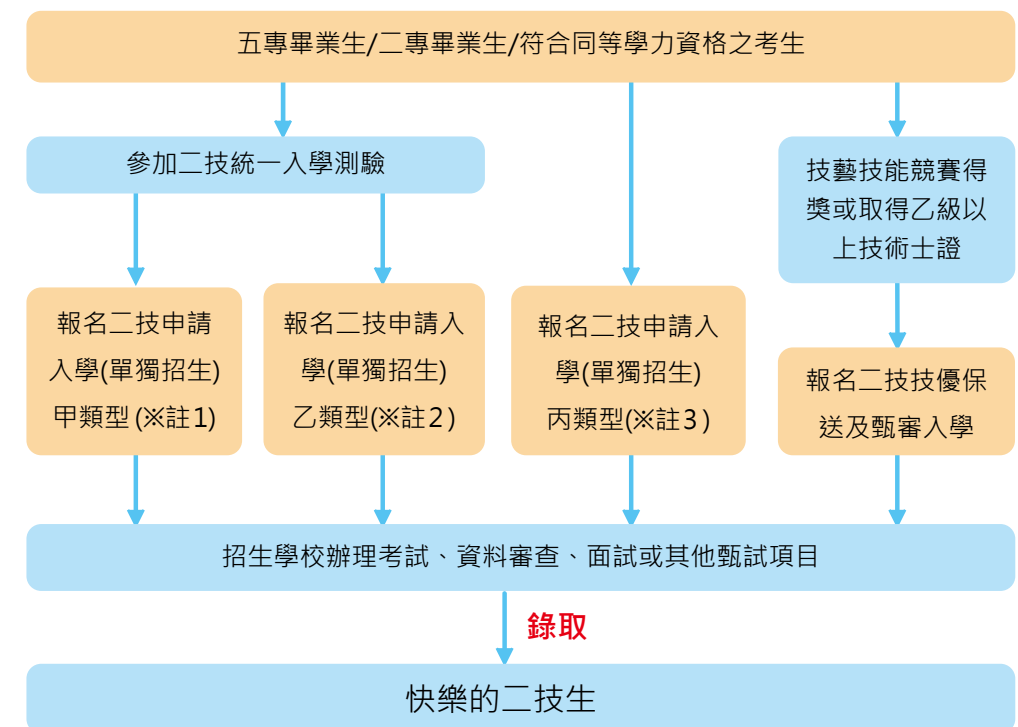 五專畢業生/二專畢業生/符合同等學力資格之考生
參加二技統一入學測驗
技藝技能競賽得
獎或取得乙級以
上技術士證
報名二技申請
入學(單獨招生)
甲類型(※註1)
報名二技申請入
學(單獨招生)
乙類型(※註2)
報名二技申請入
學(單獨招生)
丙類型(※註3)
報名二技技優保
送及甄審入學
招生學校辦理考試、資料審查、面試或其他甄試項目
錄取
快樂的二技生